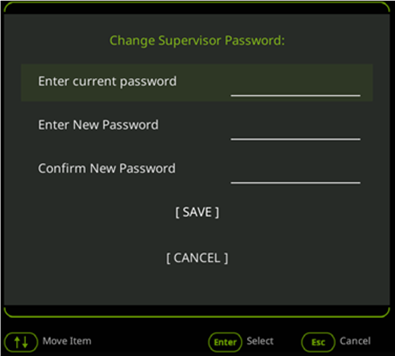 Change Supervisor Password:
Enter current password
Enter New Password
Confirm New Password
[ SAVE ]
[ CANCEL ]
↑↓ Move Item Enter Select Esc Cancel